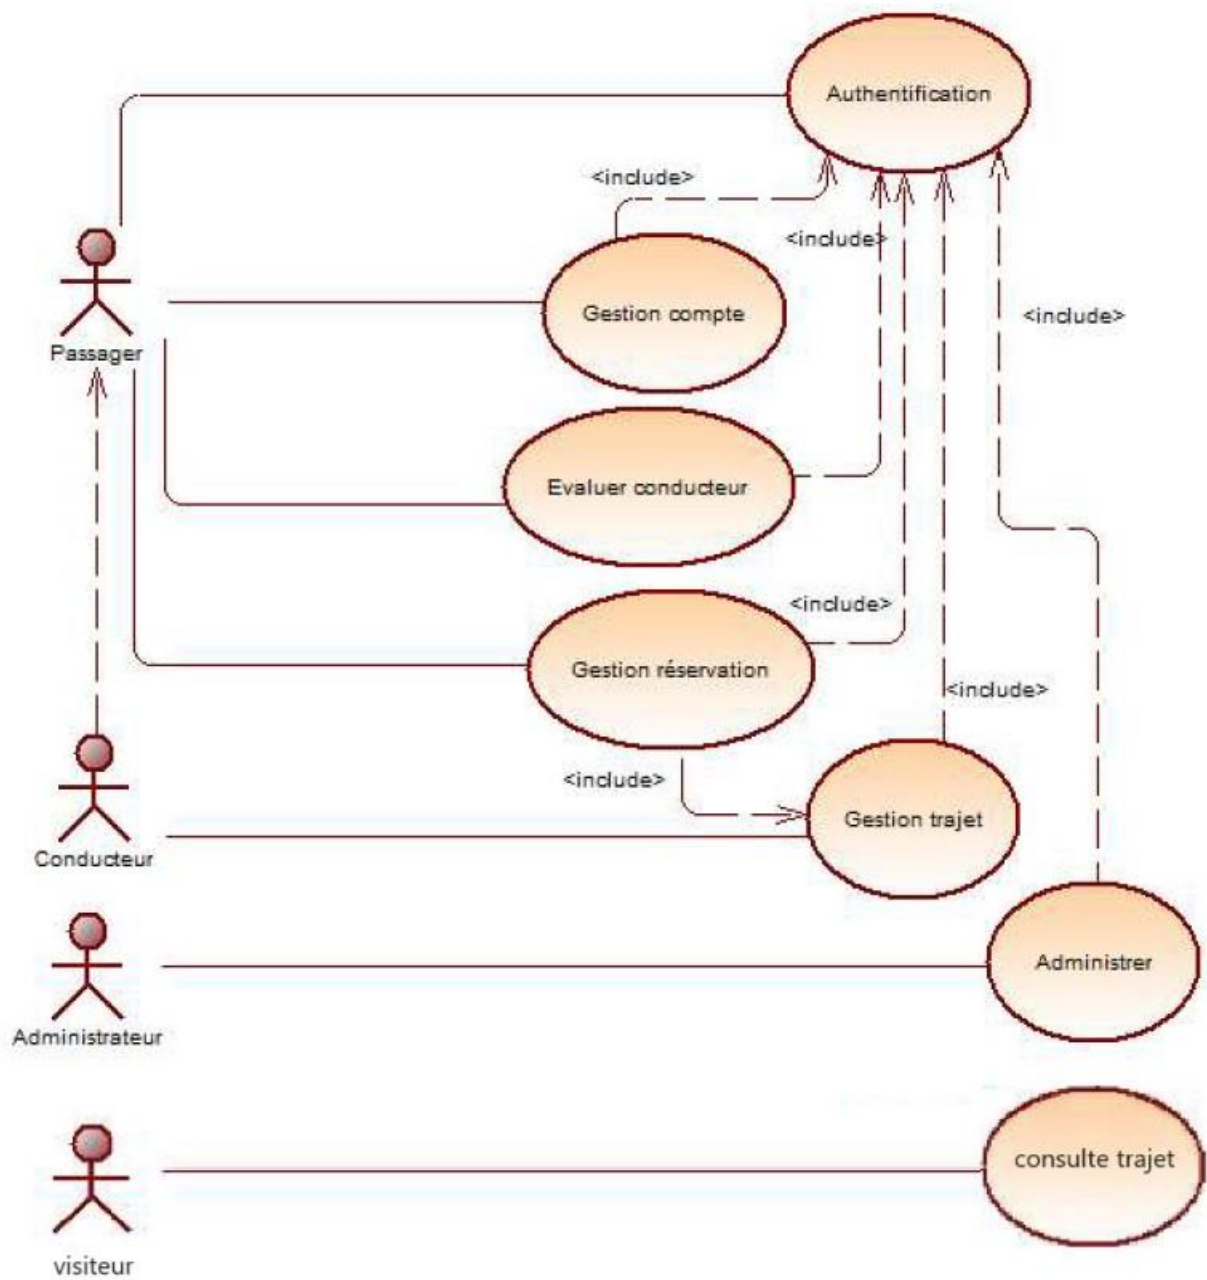 Authentification
<include>
<include>
Gestion compte
<include>
Passager
Evaluer conducteur
<include>
Gestion réservation
<include>
<include>
Gestion trajet
Conducteur
Administrer
Administrateur
consulte trajet
visiteur